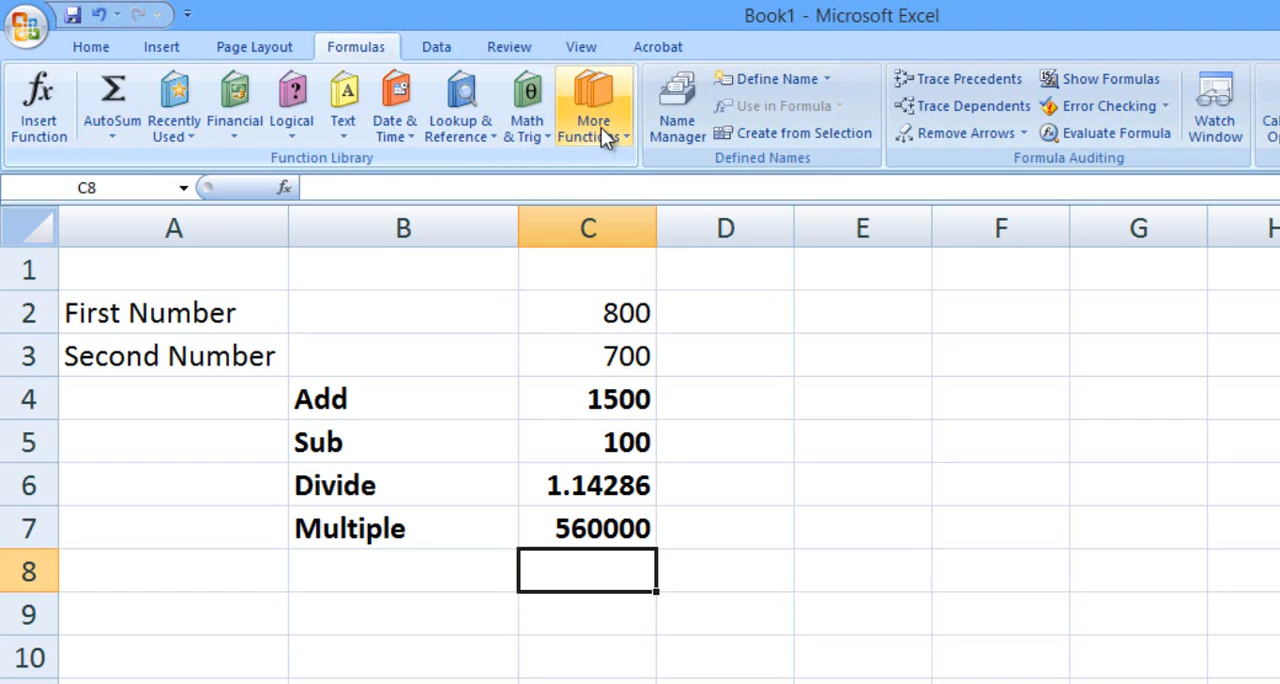 Book1 - Microsoft Excel
Home Insert Page Layout Formulas Data Review View Acrobat
fx Σ ? A θ
Insert Function
AutoSum
Recently Used
Financial
Logical
Text
Date & Time
Lookup & Reference
Math & Trig
More Functions
Function Library
Name Manager
Define Name
Use in Formula
Create from Selection
Defined Names
Trace Precedents
Trace Dependents
Remove Arrows
Show Formulas
Error Checking
Evaluate Formula
Formula Auditing
Watch Window
C8 fx
A B C D E F G H
1
2 First Number 800
3 Second Number 700
4 Add 1500
5 Sub 100
6 Divide 1.14286
7 Multiple 560000
8
9
10